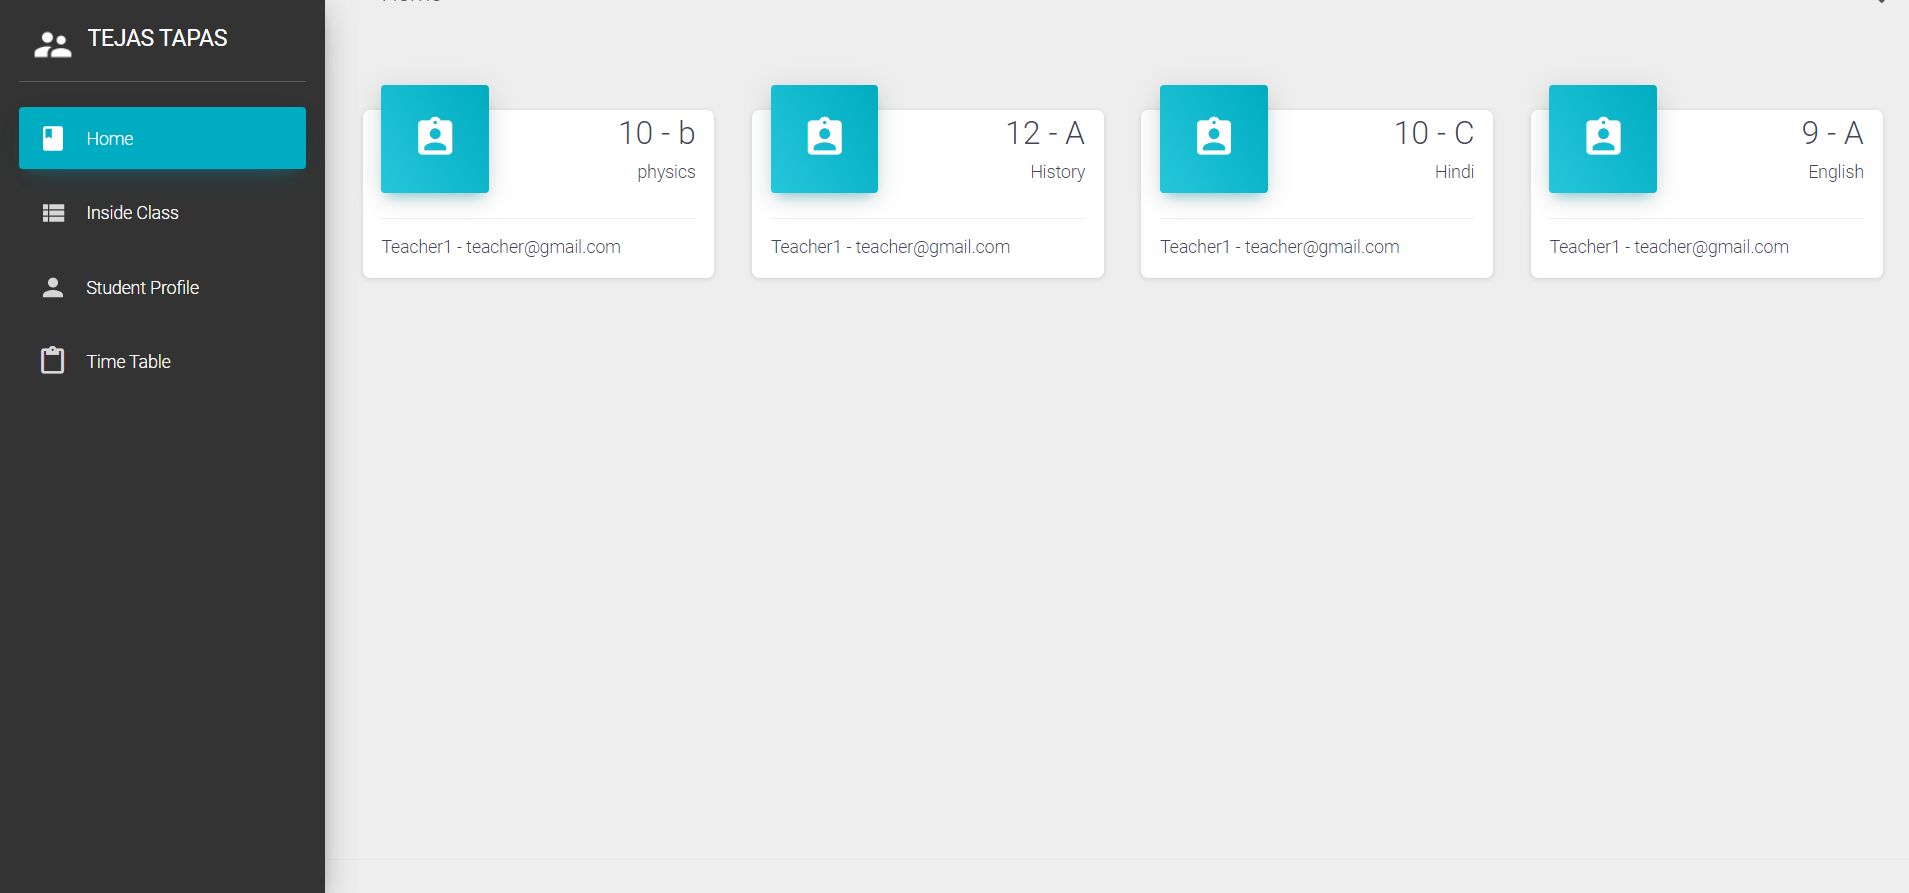 TEJAS TAPAS
Home
Inside Class
Student Profile
Time Table
Home
10 - b
physics
Teacher1 - teacher@gmail.com
12 - A
History
Teacher1 - teacher@gmail.com
10 - C
Hindi
Teacher1 - teacher@gmail.com
9 - A
English
Teacher1 - teacher@gmail.com